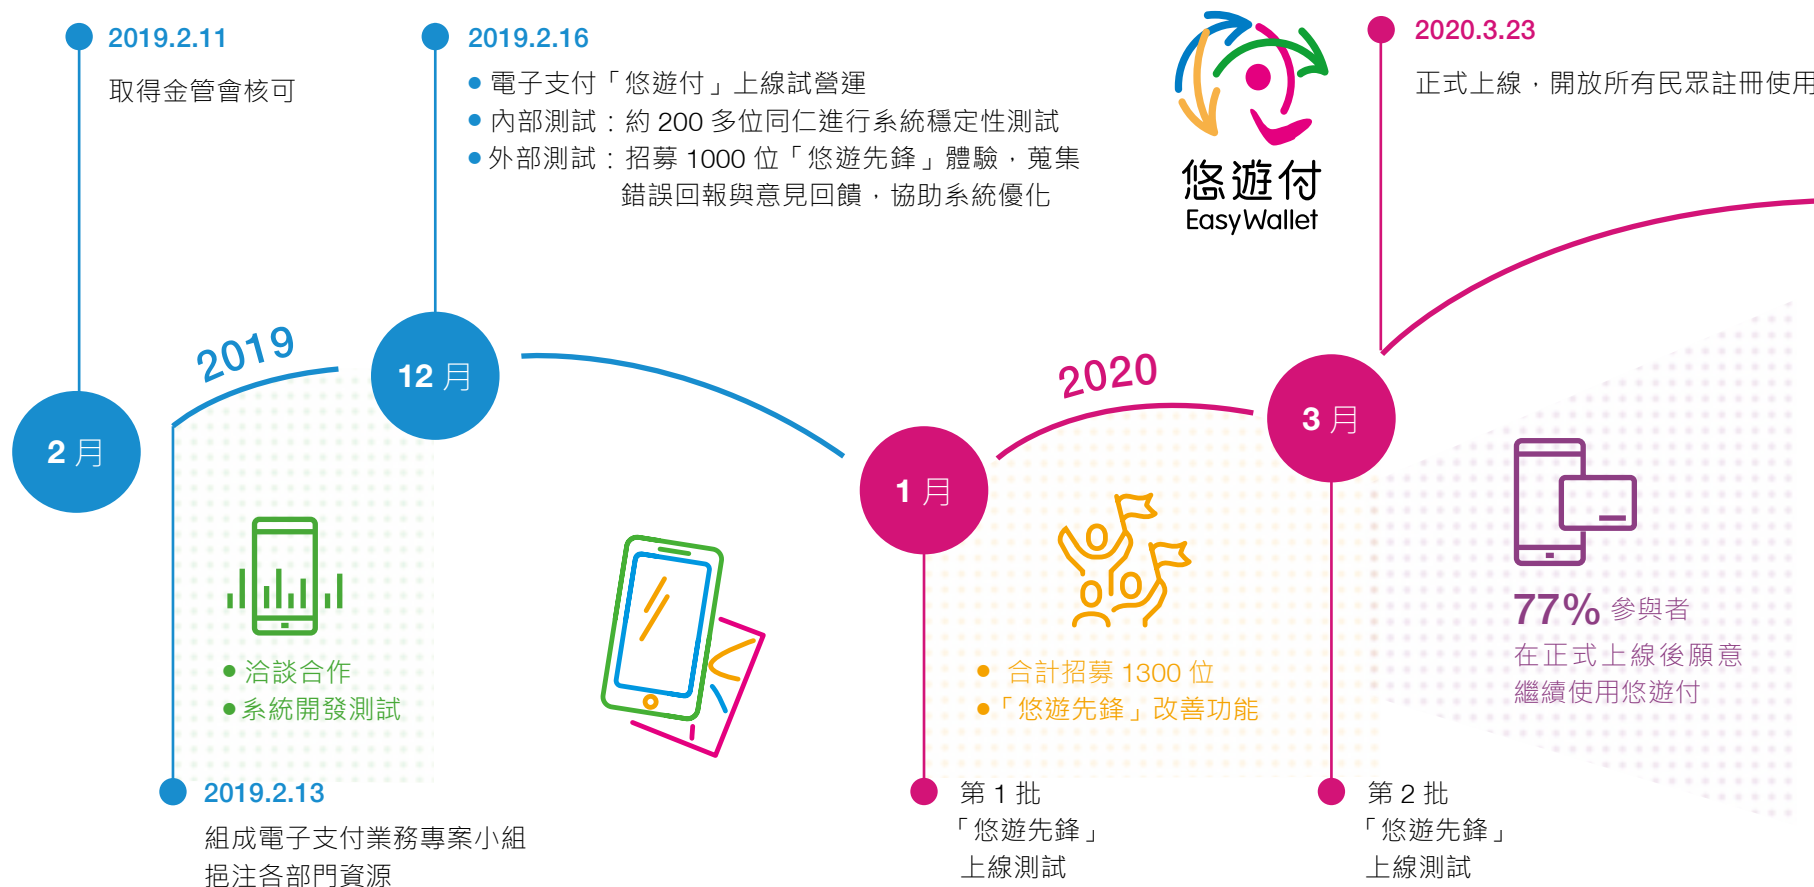 2019.2.11
取得金管會核可
2019.2.16
● 電子支付「悠遊付」上線試營運
● 內部測試：約 200 多位同仁進行系統穩定性測試
● 外部測試：招募 1000 位「悠遊先鋒」體驗，蒐集
錯誤回報與意見回饋，協助系統優化
悠遊付
EasyWallet
2020.3.23
正式上線，開放所有民眾註冊使用
2019
2 月
12 月
2020
1 月
3 月
● 洽談合作
● 系統開發測試
● 合計招募 1300 位
●「悠遊先鋒」改善功能
77% 參與者
在正式上線後願意
繼續使用悠遊付
2019.2.13
組成電子支付業務專案小組
挹注各部門資源
第 1 批
「悠遊先鋒」
上線測試
第 2 批
「悠遊先鋒」
上線測試